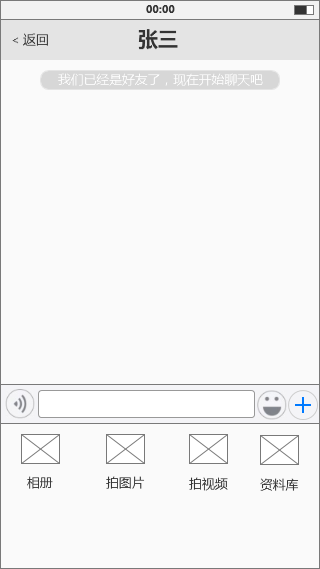 00:00
< 返回
张三
我们已经是好友了，现在开始聊天吧
相册
拍图片
拍视频
资料库